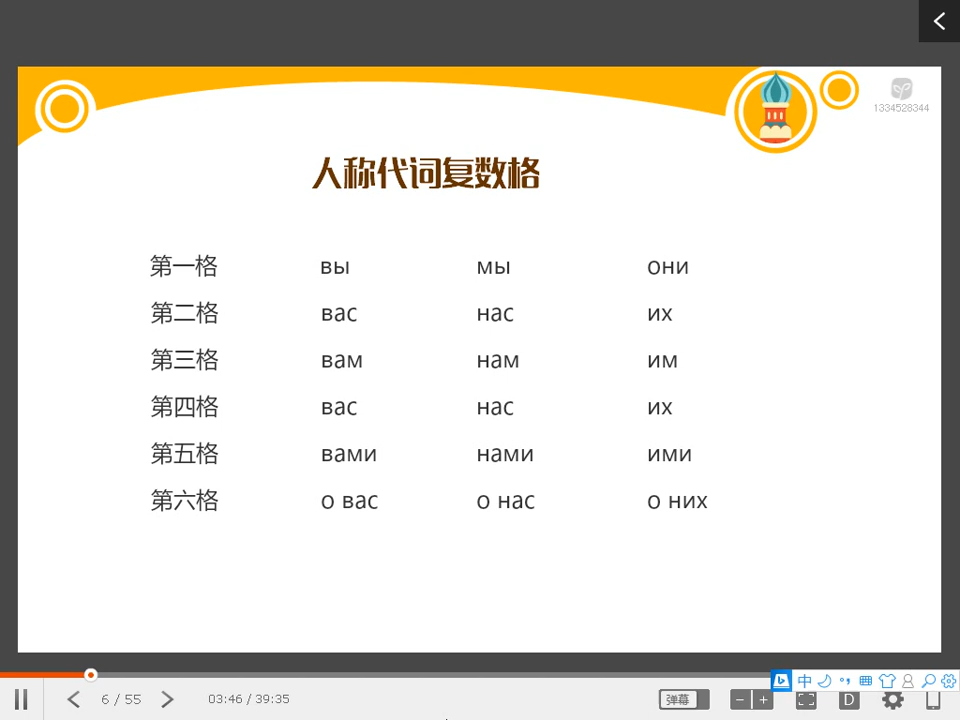 1334528344
人称代词复数格
第一格 вы мы они
第二格 вас нас их
第三格 вам нам им
第四格 вас нас их
第五格 вами нами ими
第六格 о вас о нас о них
6 / 55 03:46 / 39:35 弹幕 D
中